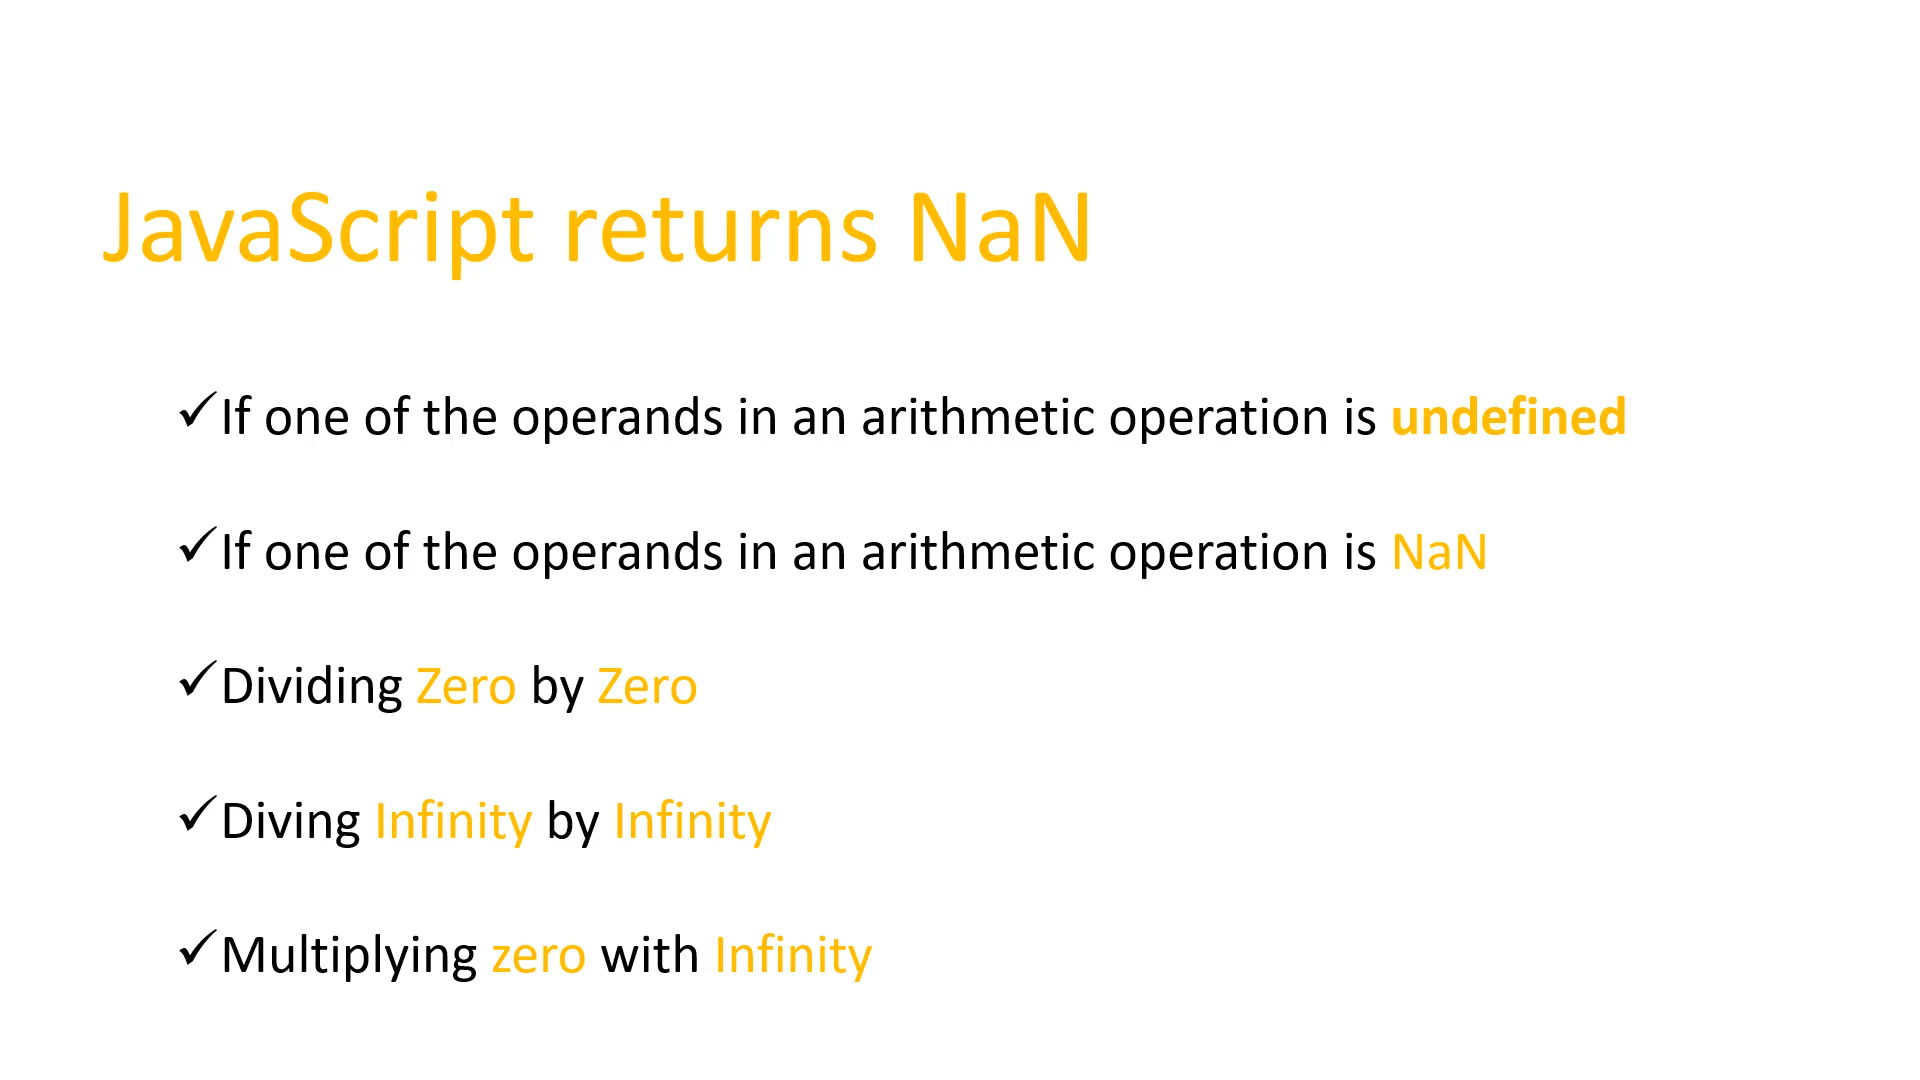 JavaScript returns NaN
✓If one of the operands in an arithmetic operation is undefined
✓If one of the operands in an arithmetic operation is NaN
✓Dividing Zero by Zero
✓Diving Infinity by Infinity
✓Multiplying zero with Infinity